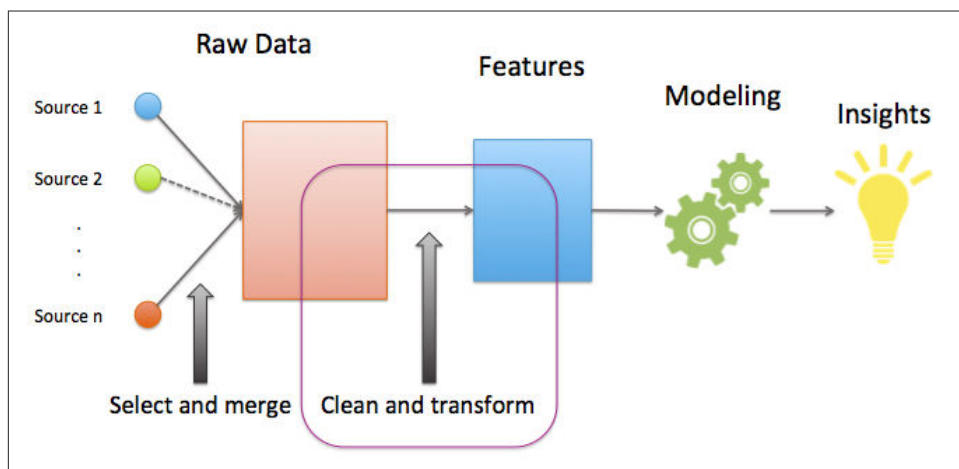 Raw Data
Features
Modeling
Insights
Source 1
Source 2
.
.
.
Source n
Select and merge
Clean and transform